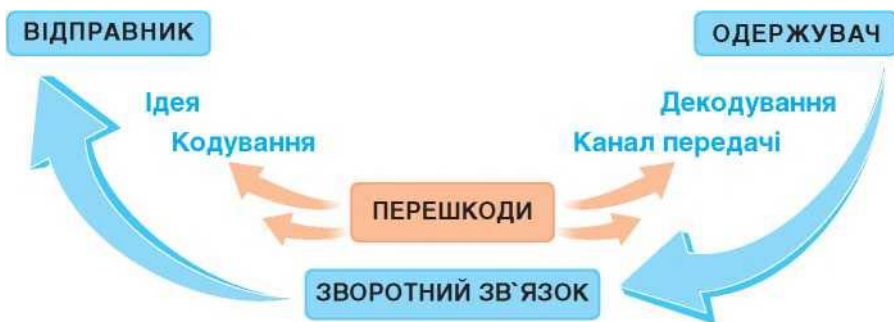 ВІДПРАВНИК
ОДЕРЖУВАЧ
Ідея
Декодування
Кодування
Канал передачі
ПЕРЕШКОДИ
ЗВОРОТНИЙ ЗВ`ЯЗОК